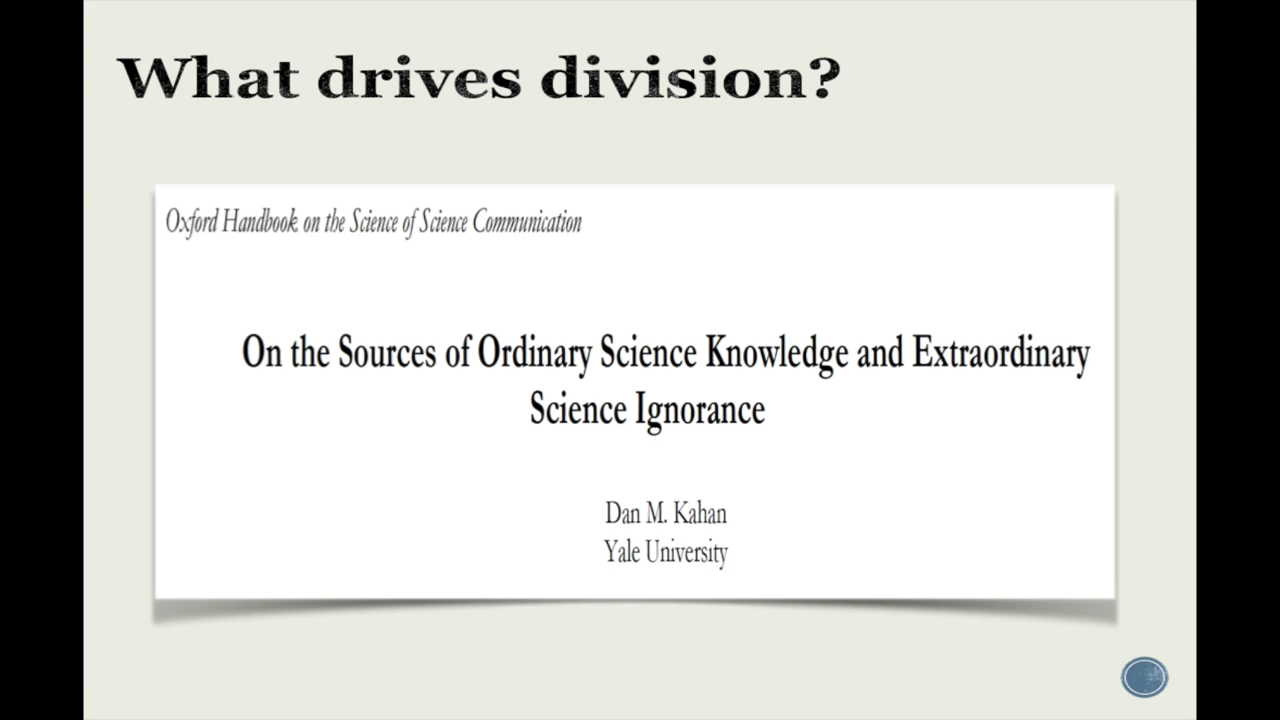 What drives division?
Oxford Handbook on the Science of Science Communication
On the Sources of Ordinary Science Knowledge and Extraordinary
Science Ignorance
Dan M. Kahan
Yale University